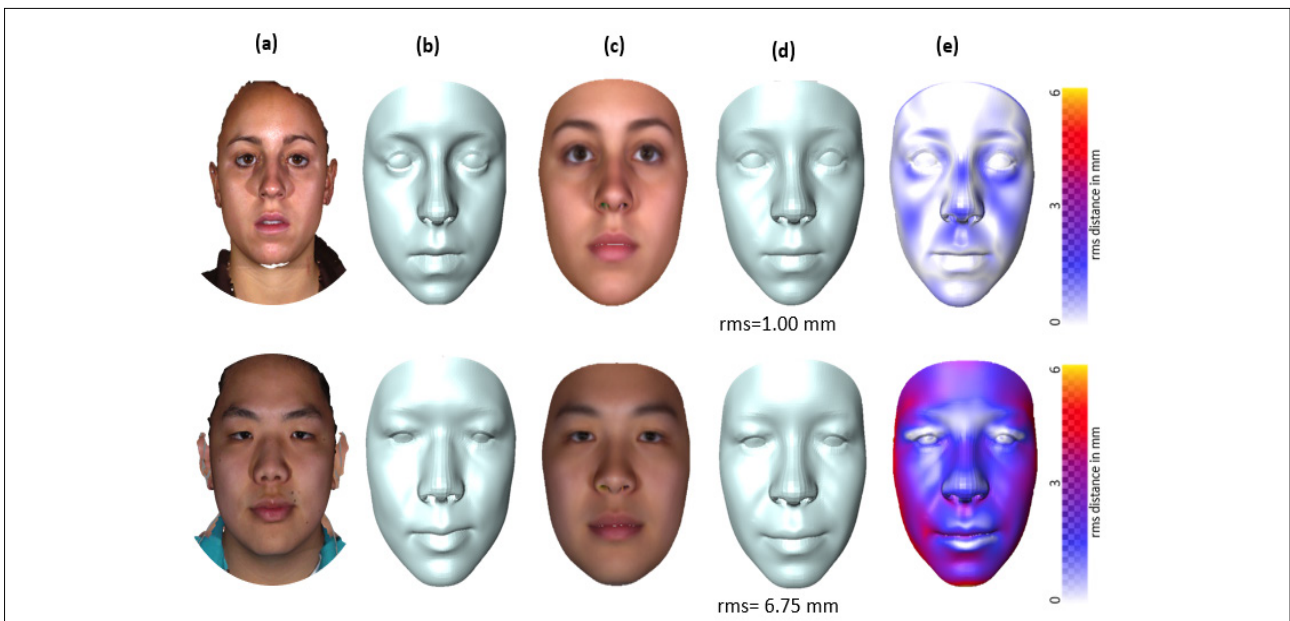 (a) (b) (c) (d) (e)
6
3
0
rms distance in mm
rms=1.00 mm
6
3
0
rms distance in mm
rms= 6.75 mm